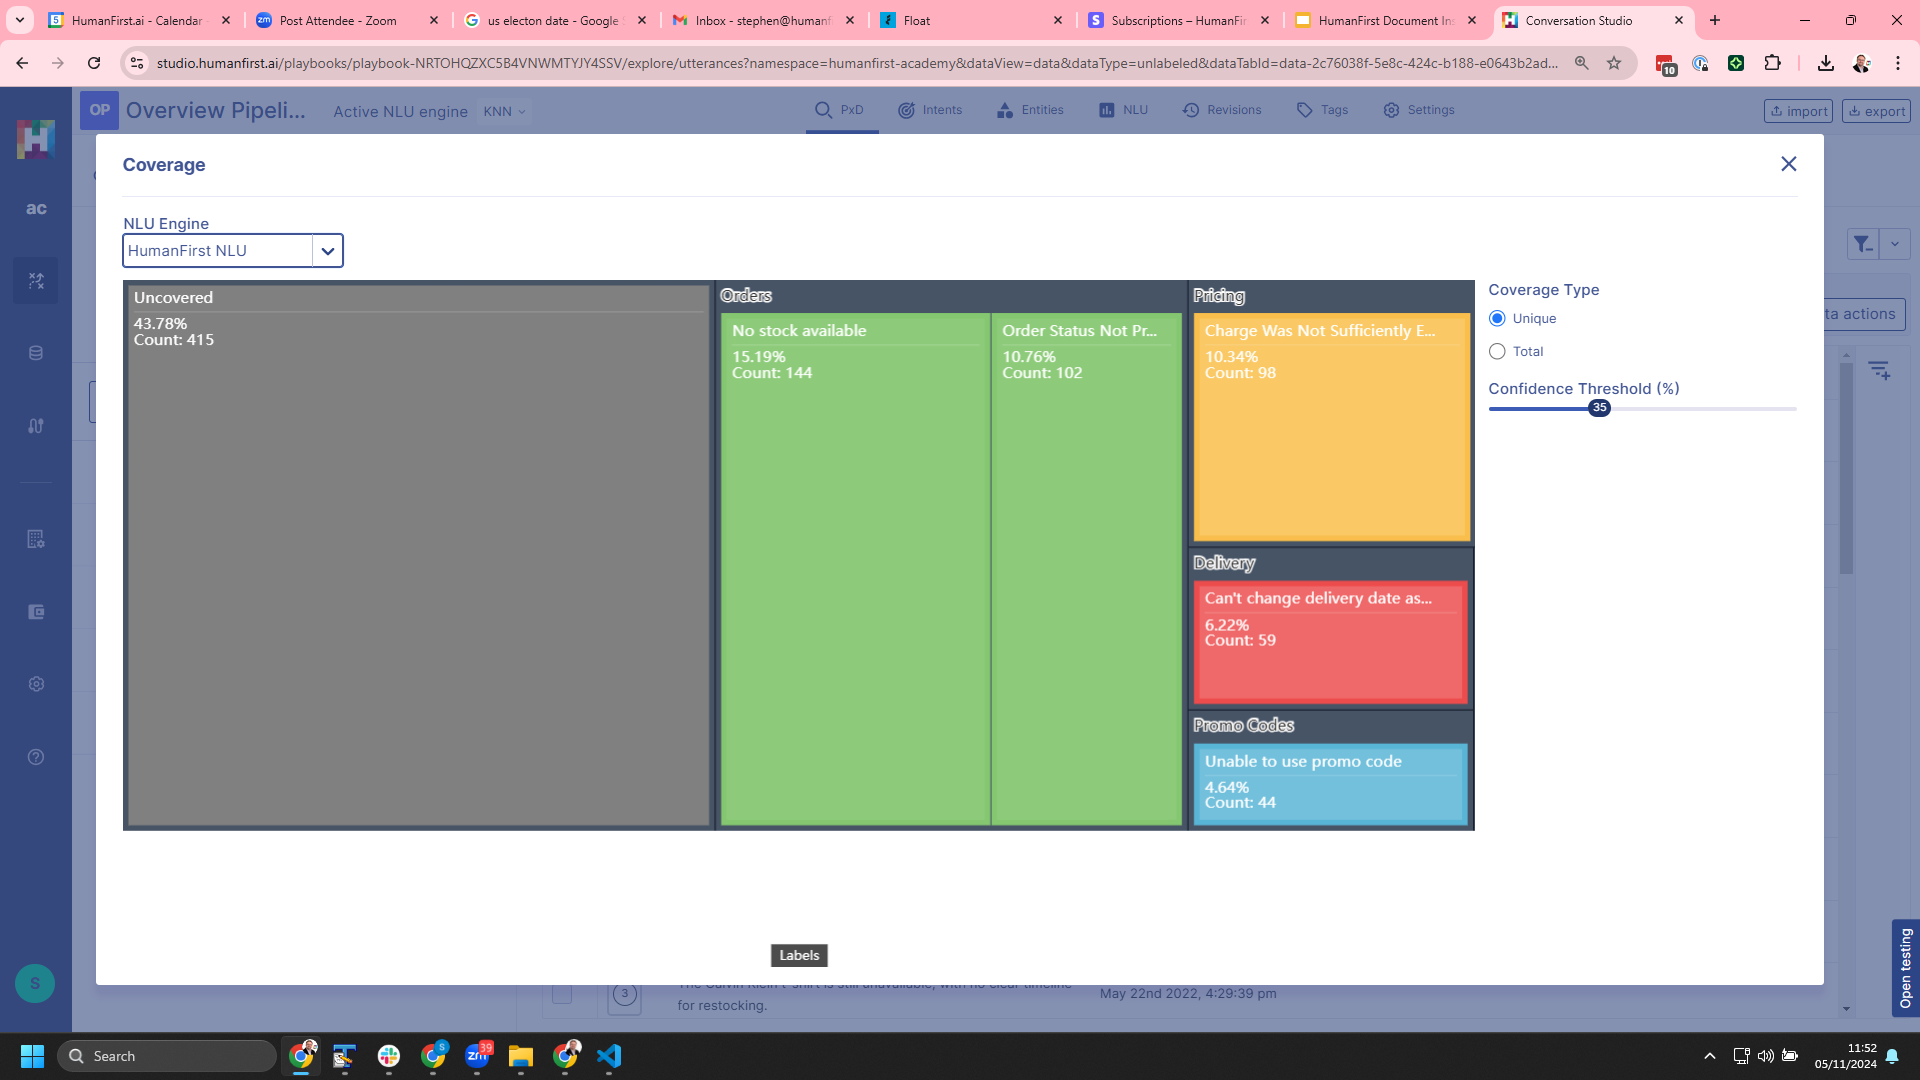 HumanFirst.ai - Calendar
Post Attendee - Zoom
us electon date - Google S
Inbox - stephen@humanfi
Float
Subscriptions – HumanFir
HumanFirst Document Ins
Conversation Studio
studio.humanfirst.ai/playbooks/playbook-NRTOHQZXC5B4VNWMTYJY4SSV/explore/utterances?namespace=humanfirst-academy&dataView=data&dataType=unlabeled&dataTabId=data-2c76038f-5e8c-424c-b188-e0643b2ad...
10
OP
Overview Pipeli...
Active NLU engine
KNN
PxD
Intents
Entities
NLU
Revisions
Tags
Settings
import
export
ac
Coverage
NLU Engine
HumanFirst NLU
Uncovered
43.78%
Count: 415
Orders
No stock available
15.19%
Count: 144
Order Status Not Pr...
10.76%
Count: 102
Pricing
Charge Was Not Sufficiently E...
10.34%
Count: 98
Delivery
Can't change delivery date as...
6.22%
Count: 59
Promo Codes
Unable to use promo code
4.64%
Count: 44
Coverage Type
Unique
Total
Confidence Threshold (%)
35
ta actions
Labels
3
for restocking.
May 22nd 2022, 4:29:39 pm
Open testing
S
Search
S
zm
39
11:52
05/11/2024